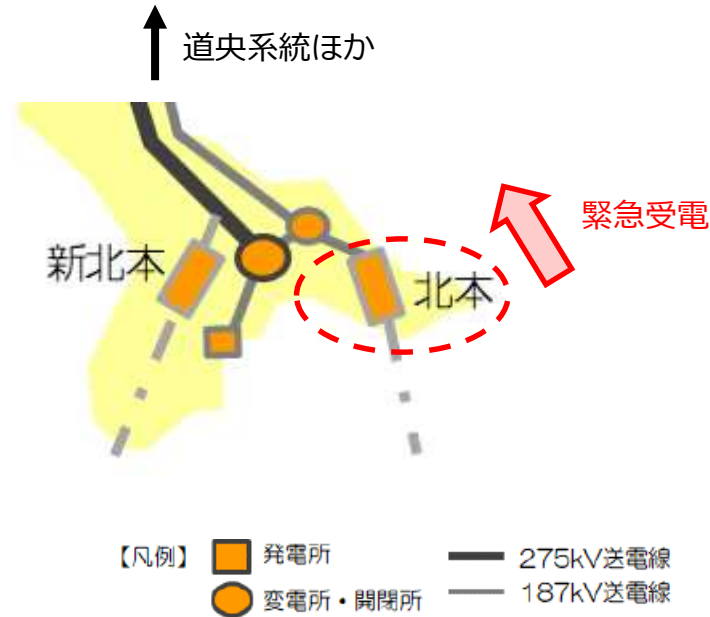 道央系統ほか
緊急受電
新北本
北本
【凡例】
発電所
275kV送電線
変電所・開閉所
187kV送電線